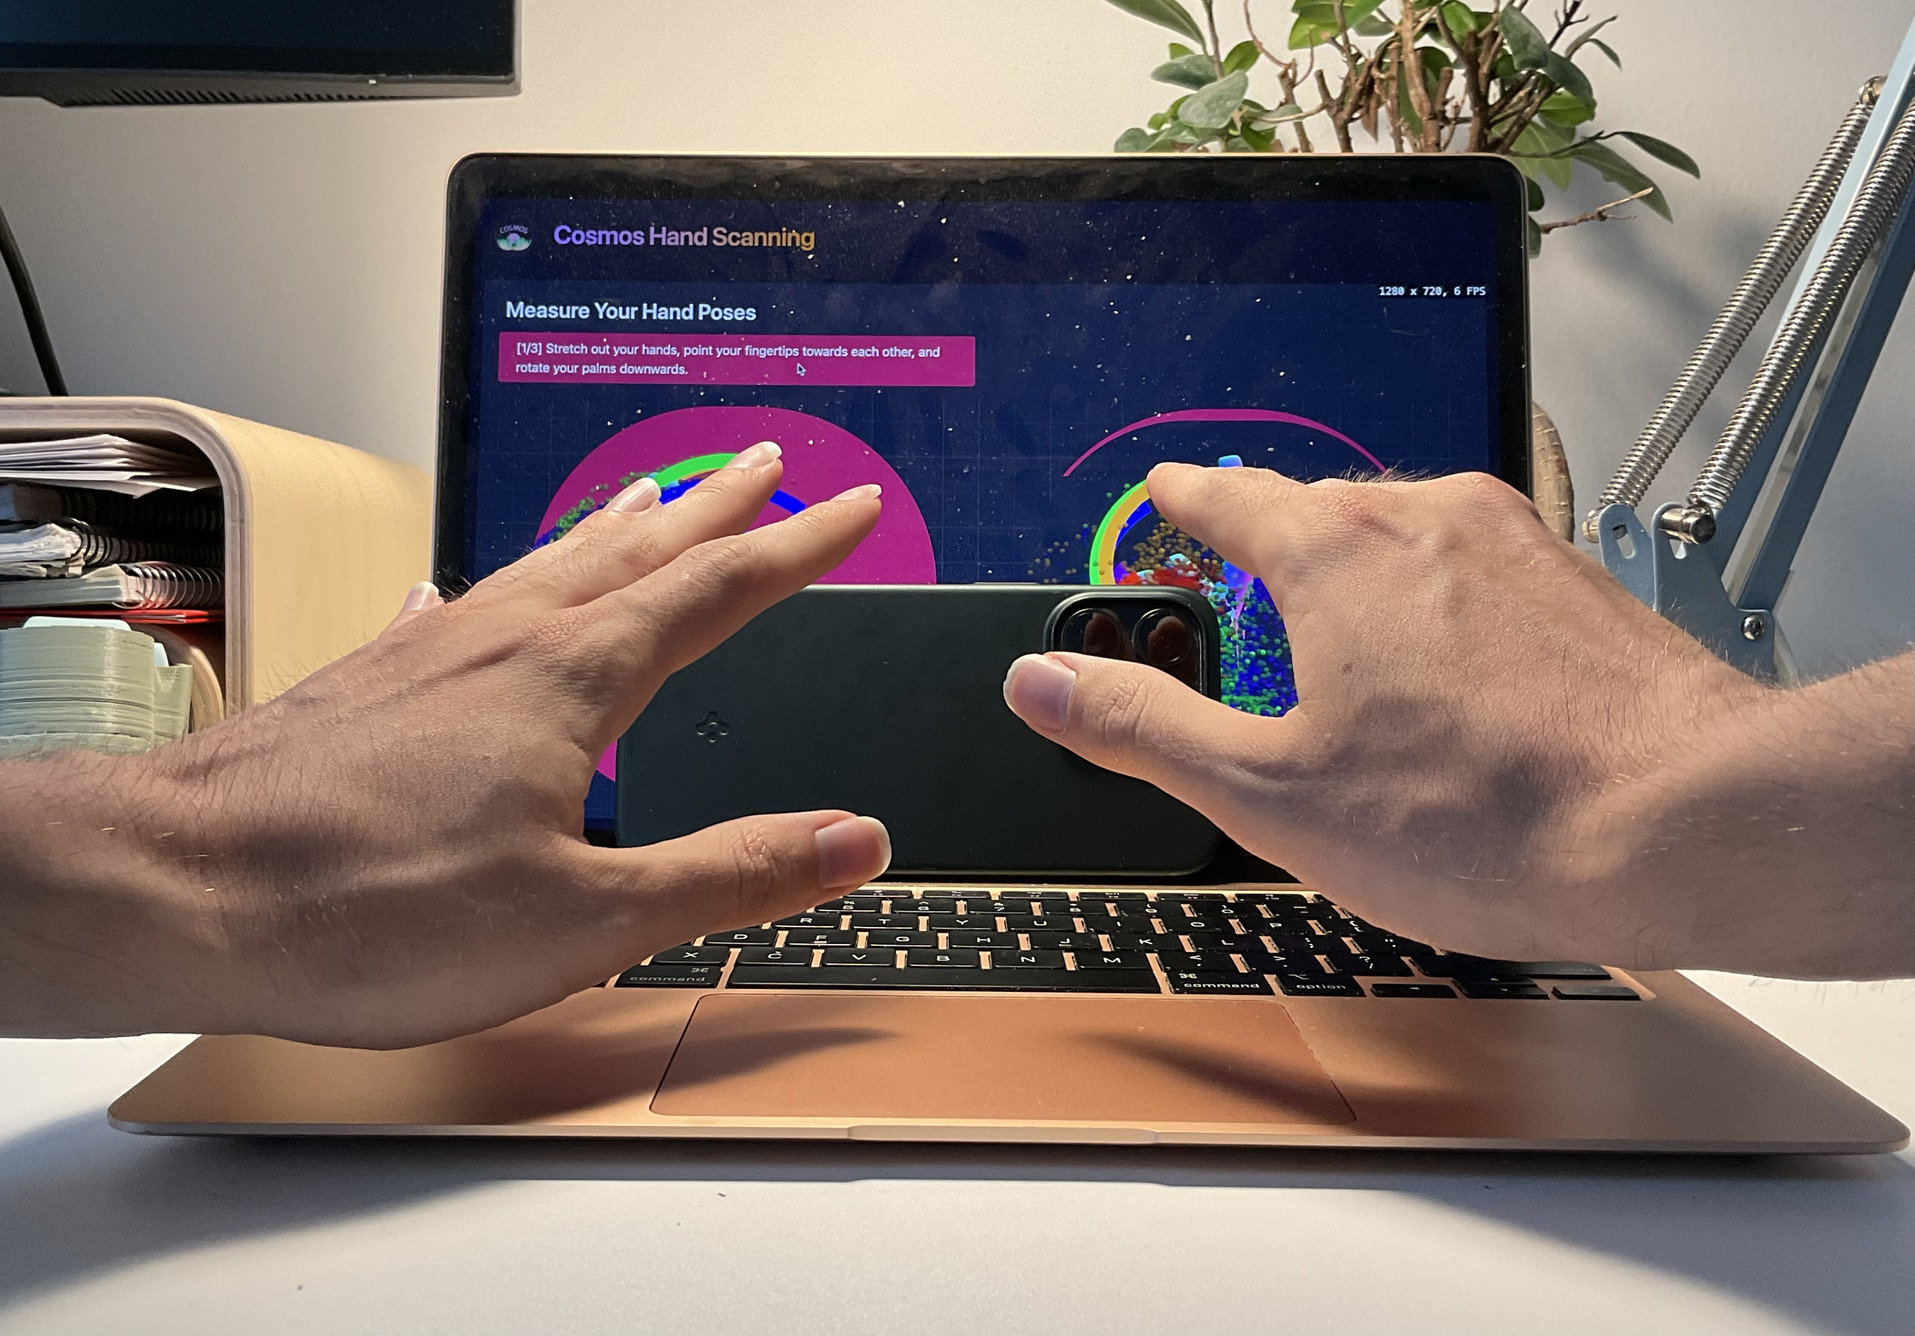 COSMOS
Cosmos Hand Scanning
1280 x 720, 6 FPS
Measure Your Hand Poses
[1/3] Stretch out your hands, point your fingertips towards each other, and
rotate your palms downwards.
R T Y U O P
D F G H J K L
X C V B N M
command command option